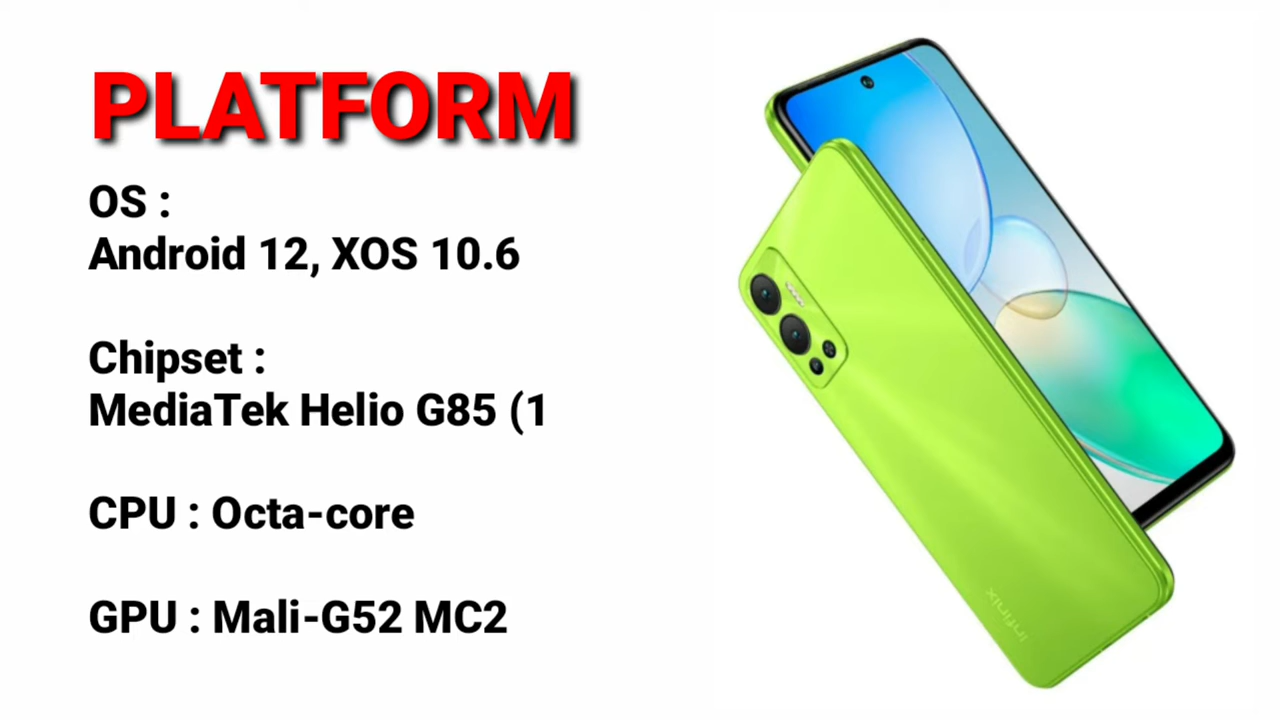 PLATFORM
OS :
Android 12, XOS 10.6
Chipset :
MediaTek Helio G85 (1
CPU : Octa-core
GPU : Mali-G52 MC2
Infinix